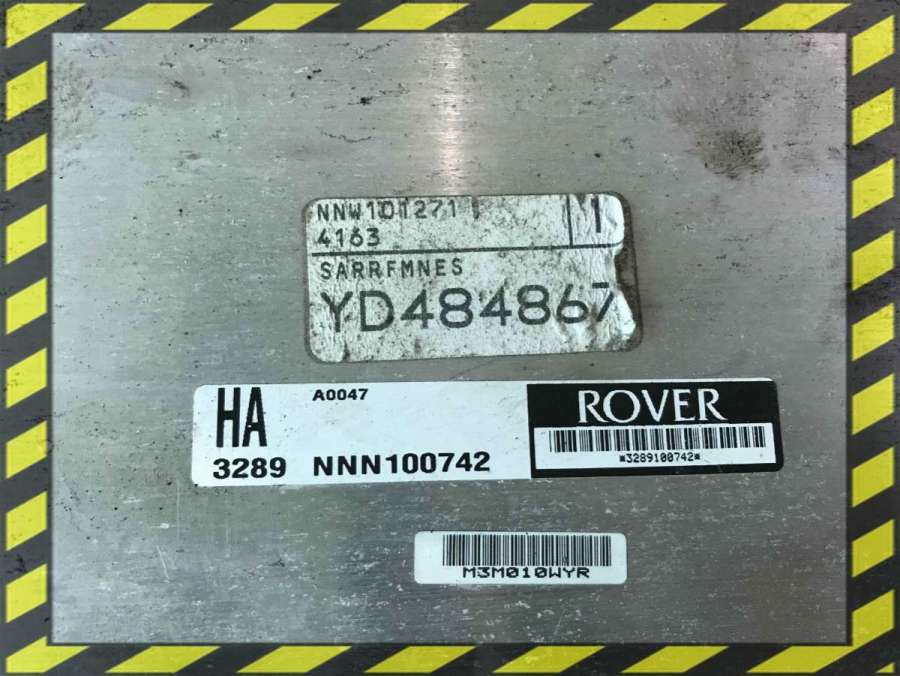 NNW101271
4163
M
SARRFMNES
YD484867
HA
A0047
3289 NNN100742
ROVER
*3289100742*
M3M010WYR